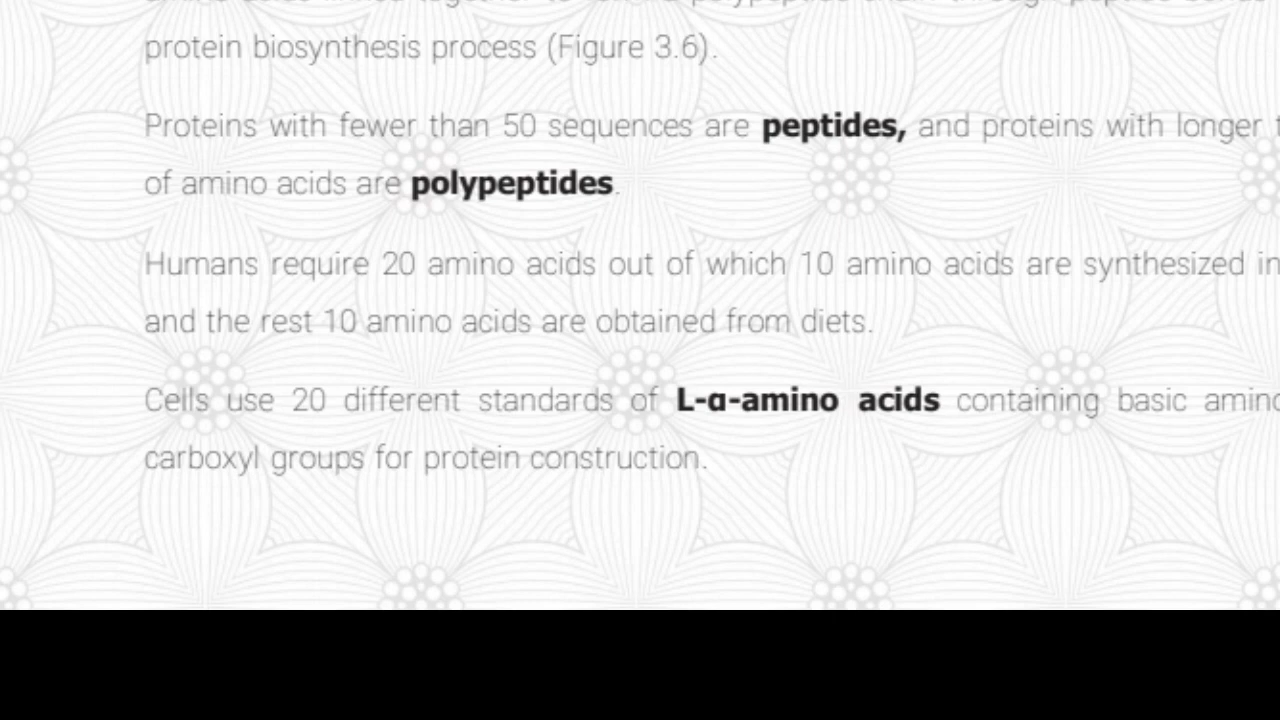 protein biosynthesis process (Figure 3.6).
Proteins with fewer than 50 sequences are peptides, and proteins with longer
of amino acids are polypeptides.
Humans require 20 amino acids out of which 10 amino acids are synthesized in
and the rest 10 amino acids are obtained from diets.
Cells use 20 different standards of L-α-amino acids containing basic amino
carboxyl groups for protein construction.